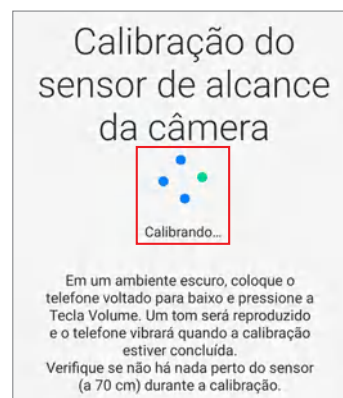 Calibração do
sensor de alcance
da câmera
Calibrando...
Em um ambiente escuro, coloque o
telefone voltado para baixo e pressione a
Tecla Volume. Um tom será reproduzido
e o telefone vibrará quando a calibração
estiver concluída.
Verifique se não há nada perto do sensor
(a 70 cm) durante a calibração.